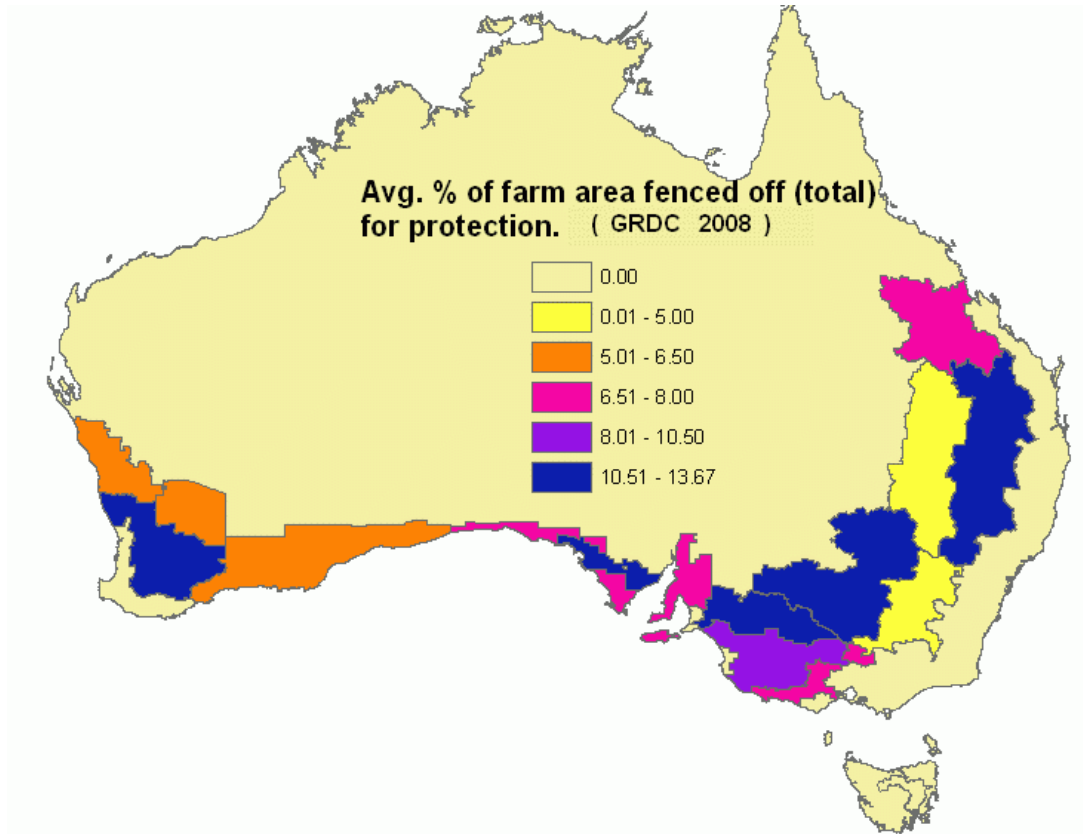 Avg. % of farm area fenced off (total)
for protection. ( GRDC 2008 )
0.00
0.01 - 5.00
5.01 - 6.50
6.51 - 8.00
8.01 - 10.50
10.51 - 13.67